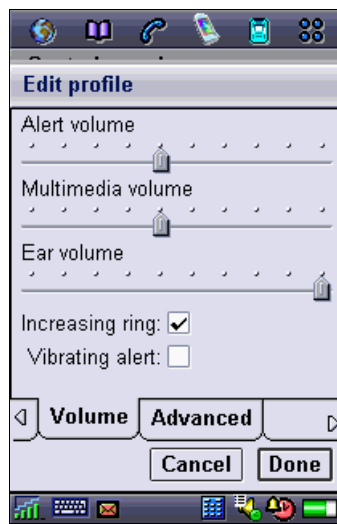 Edit profile
Alert volume
Multimedia volume
Ear volume
Increasing ring:
Vibrating alert:
Volume Advanced
Cancel Done